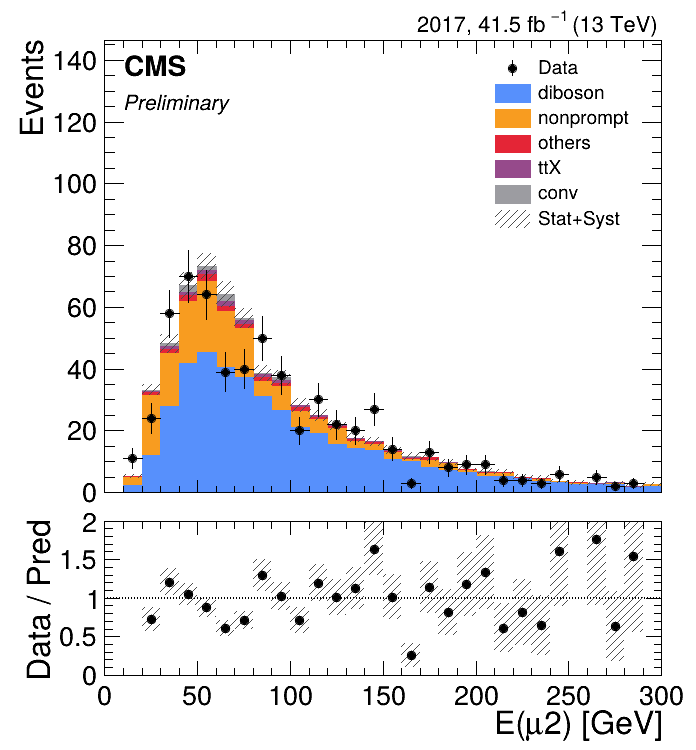 2017, 41.5 fb⁻¹ (13 TeV)
Events
140
120
100
80
60
40
20
0
CMS
Preliminary
Data
diboson
nonprompt
others
ttX
conv
Stat+Syst
Data / Pred
2
1.5
1
0.5
0
0 50 100 150 200 250 300
E(μ2) [GeV]